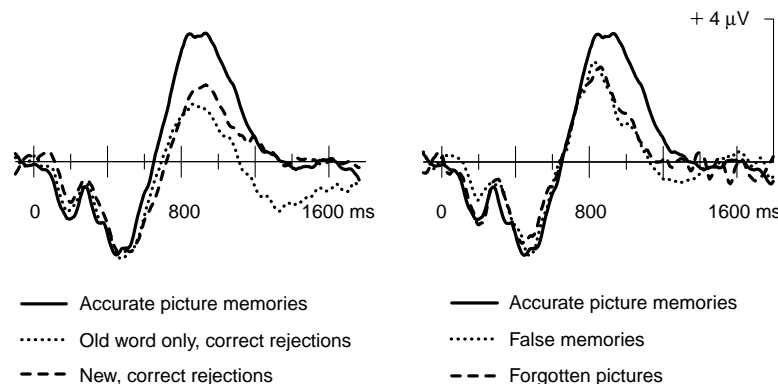 + 4 μV
0 800 1600 ms
0 800 1600 ms
Accurate picture memories
Old word only, correct rejections
New, correct rejections
Accurate picture memories
False memories
Forgotten pictures